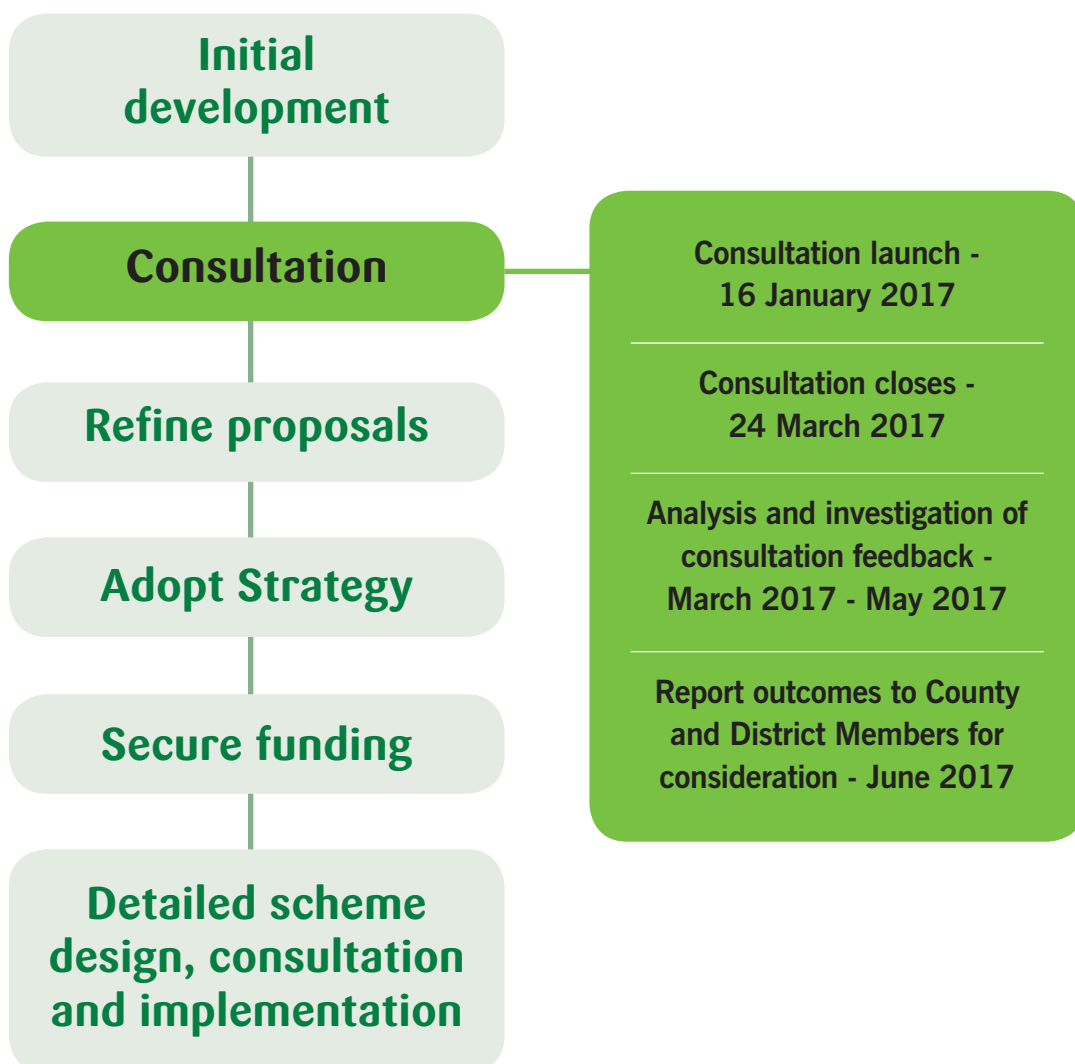 Initial
development
Consultation
Refine proposals
Adopt Strategy
Secure funding
Detailed scheme
design, consultation
and implementation
Consultation launch -
16 January 2017
Consultation closes -
24 March 2017
Analysis and investigation of
consultation feedback -
March 2017 - May 2017
Report outcomes to County
and District Members for
consideration - June 2017